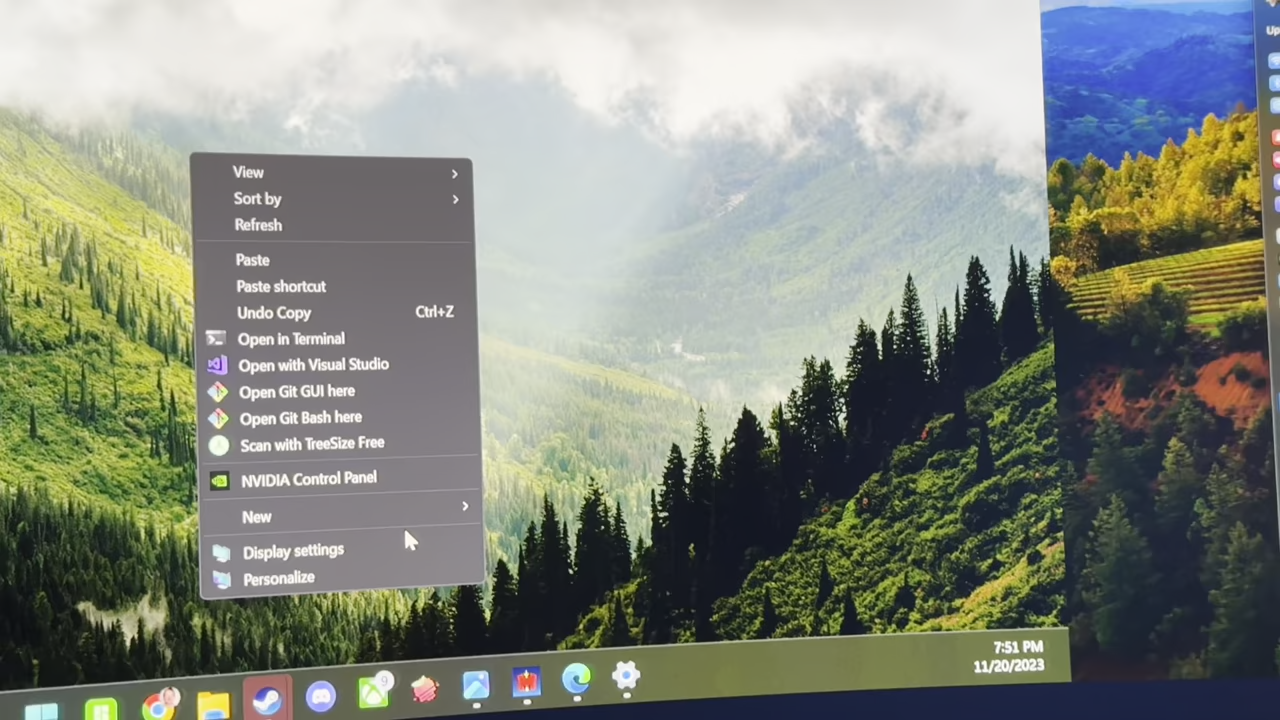 View
Sort by
Refresh
Paste
Paste shortcut
Undo Copy Ctrl+Z
Open in Terminal
Open with Visual Studio
Open Git GUI here
Open Git Bash here
Scan with TreeSize Free
NVIDIA Control Panel
New
Display settings
Personalize
9
7:51 PM
11/20/2023